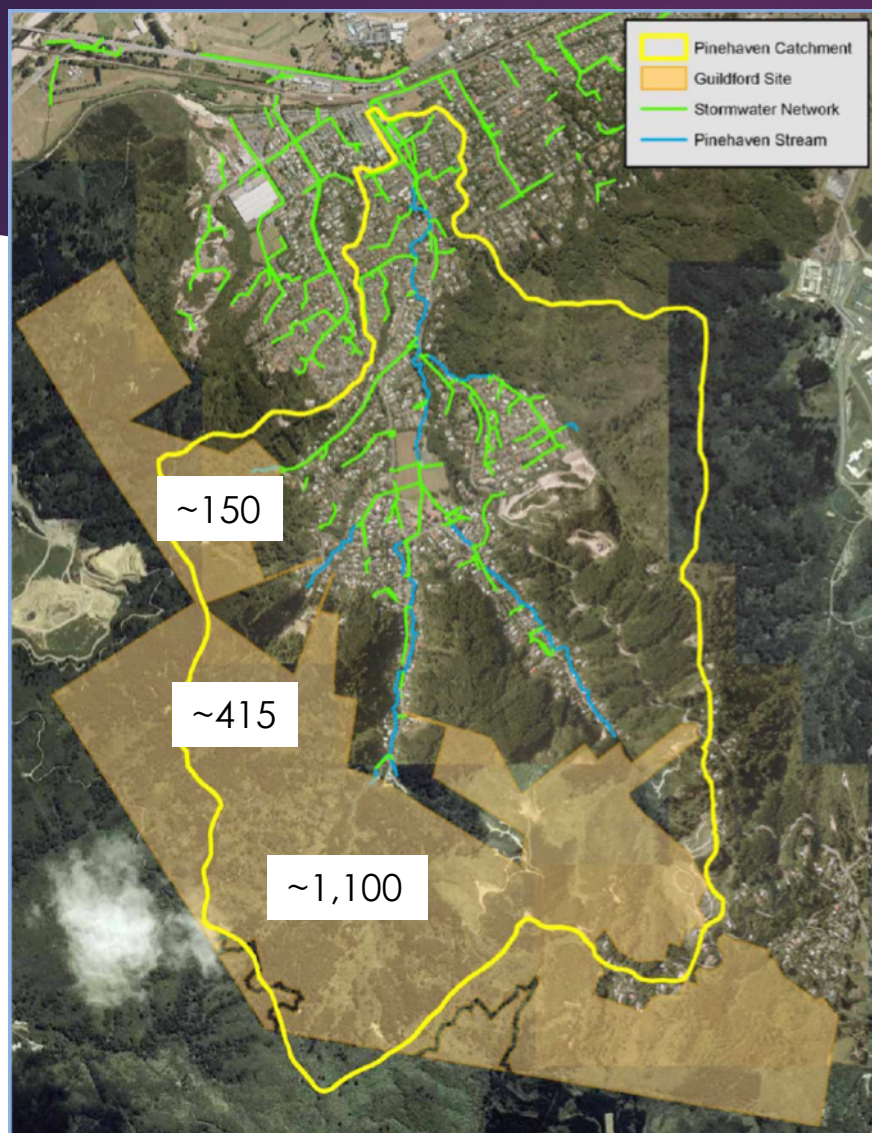 Pinehaven Catchment
Guildford Site
Stormwater Network
Pinehaven Stream
~150
~415
~1,100